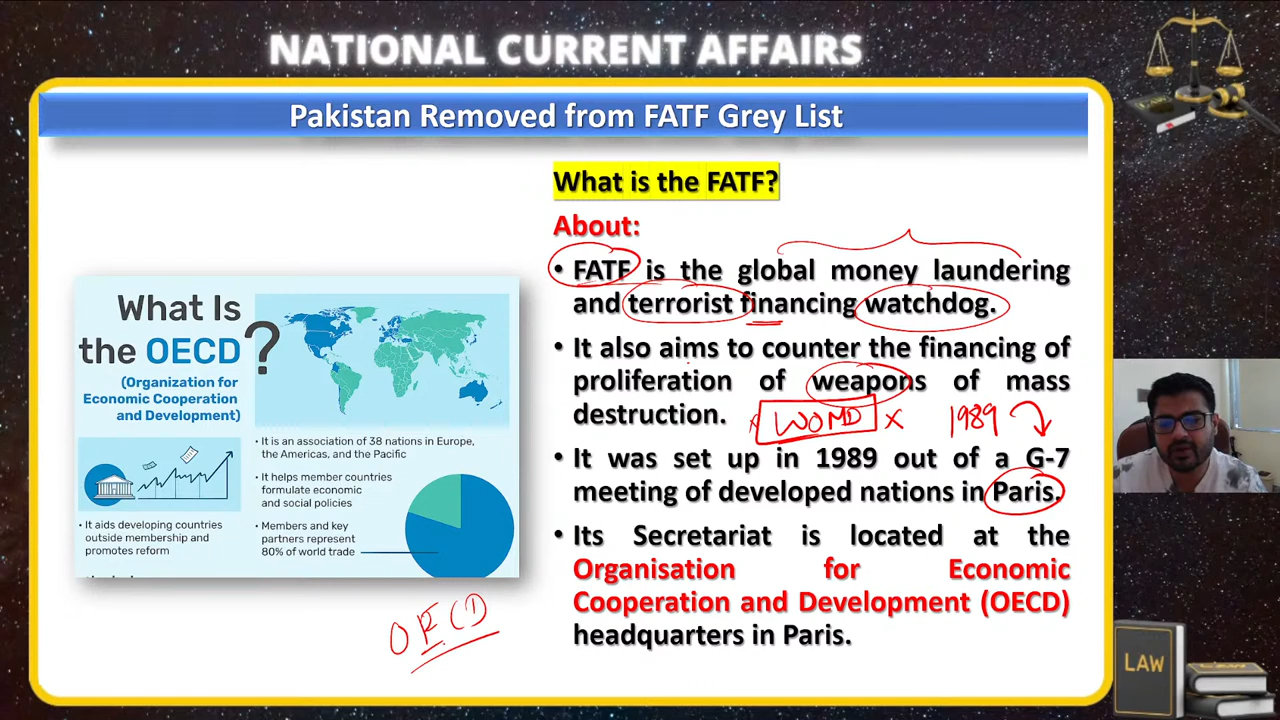 NATIONAL CURRENT AFFAIRS
Pakistan Removed from FATF Grey List
What is the FATF?
About:
• FATF is the global money laundering
and terrorist financing watchdog.
• It also aims to counter the financing of
proliferation of weapons of mass
destruction.
x WOMD x
1989
• It was set up in 1989 out of a G-7
meeting of developed nations in Paris.
• Its Secretariat is located at the
Organisation for Economic
Cooperation and Development (OECD)
headquarters in Paris.
What Is
the OECD?
(Organization for
Economic Cooperation
and Development)
• It is an association of 38 nations in Europe,
the Americas, and the Pacific
• It helps member countries
formulate economic
and social policies
• Members and key
partners represent
80% of world trade
• It aids developing countries
outside membership and
promotes reform
OECD
LAW